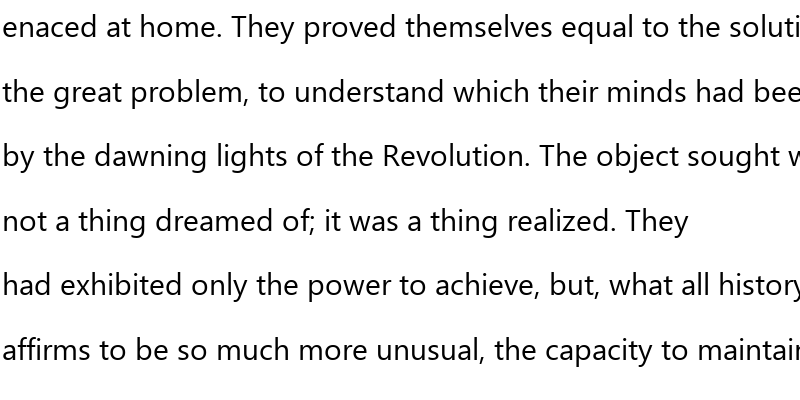 enaced at home. They proved themselves equal to the soluti
the great problem, to understand which their minds had bee
by the dawning lights of the Revolution. The object sought w
not a thing dreamed of; it was a thing realized. They
had exhibited only the power to achieve, but, what all history
affirms to be so much more unusual, the capacity to maintain